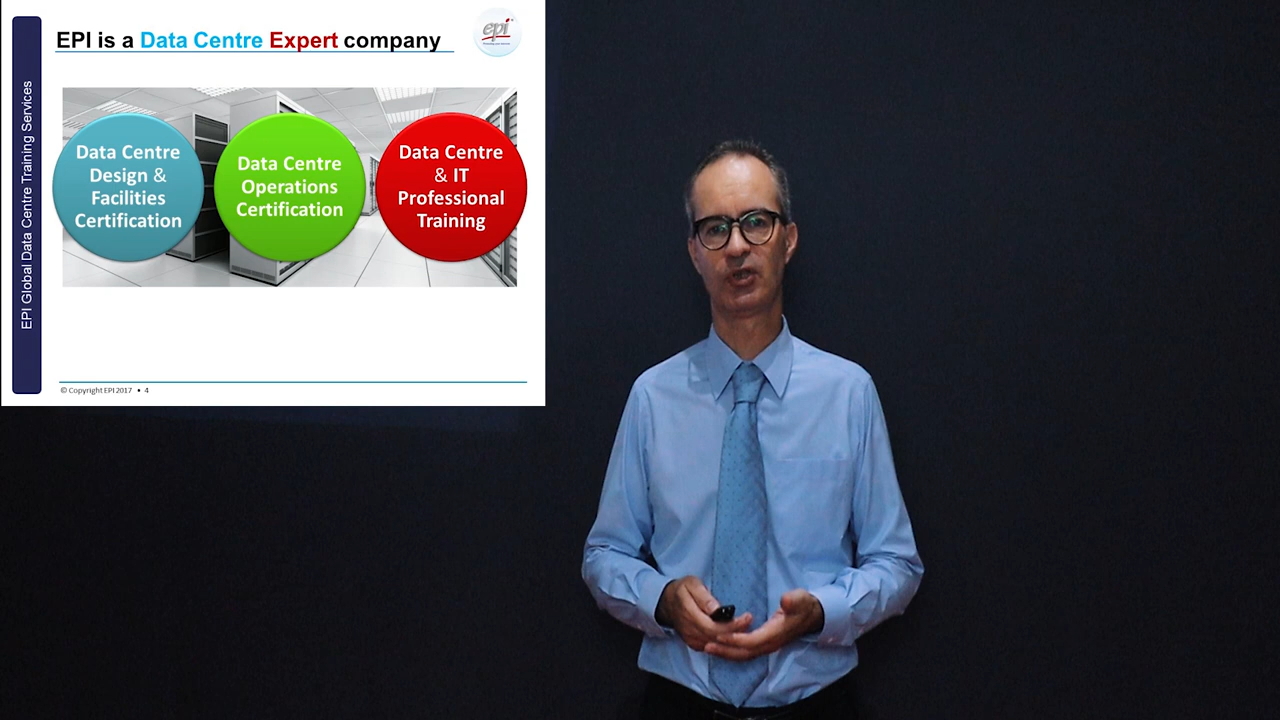 EPI Global Data Centre Training Services
EPI is a Data Centre Expert company
epi
Data Centre
Design &
Facilities
Certification
Data Centre
Operations
Certification
Data Centre
& IT
Professional
Training
© Copyright EPI 2017 • 4